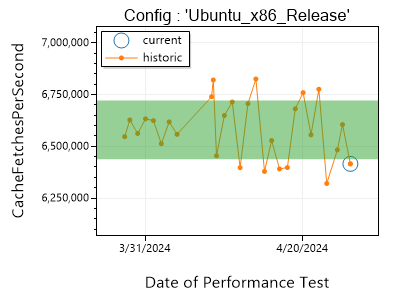 Config : 'Ubuntu_x86_Release'
current
historic
7,000,000
6,750,000
6,500,000
6,250,000
CacheFetchesPerSecond
3/31/2024
4/20/2024
Date of Performance Test